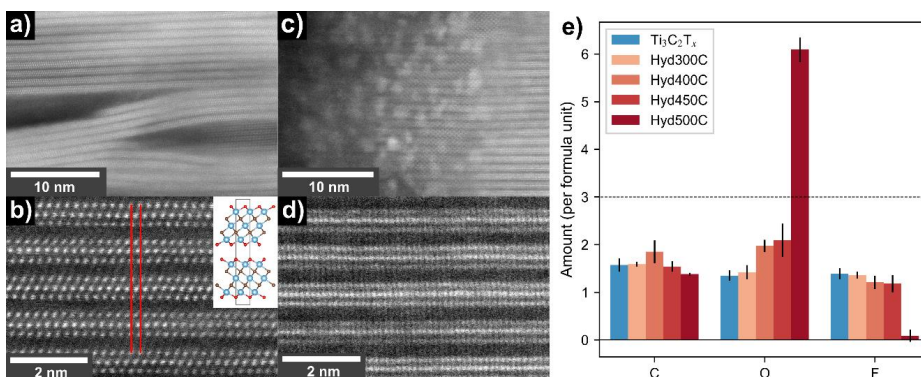 a)
10 nm
b)
2 nm
c)
10 nm
d)
2 nm
e)
Ti₃C₂Tₓ
Hyd300C
Hyd400C
Hyd450C
Hyd500C
Amount (per formula unit)
6
5
4
3
2
1
0
C
O
F